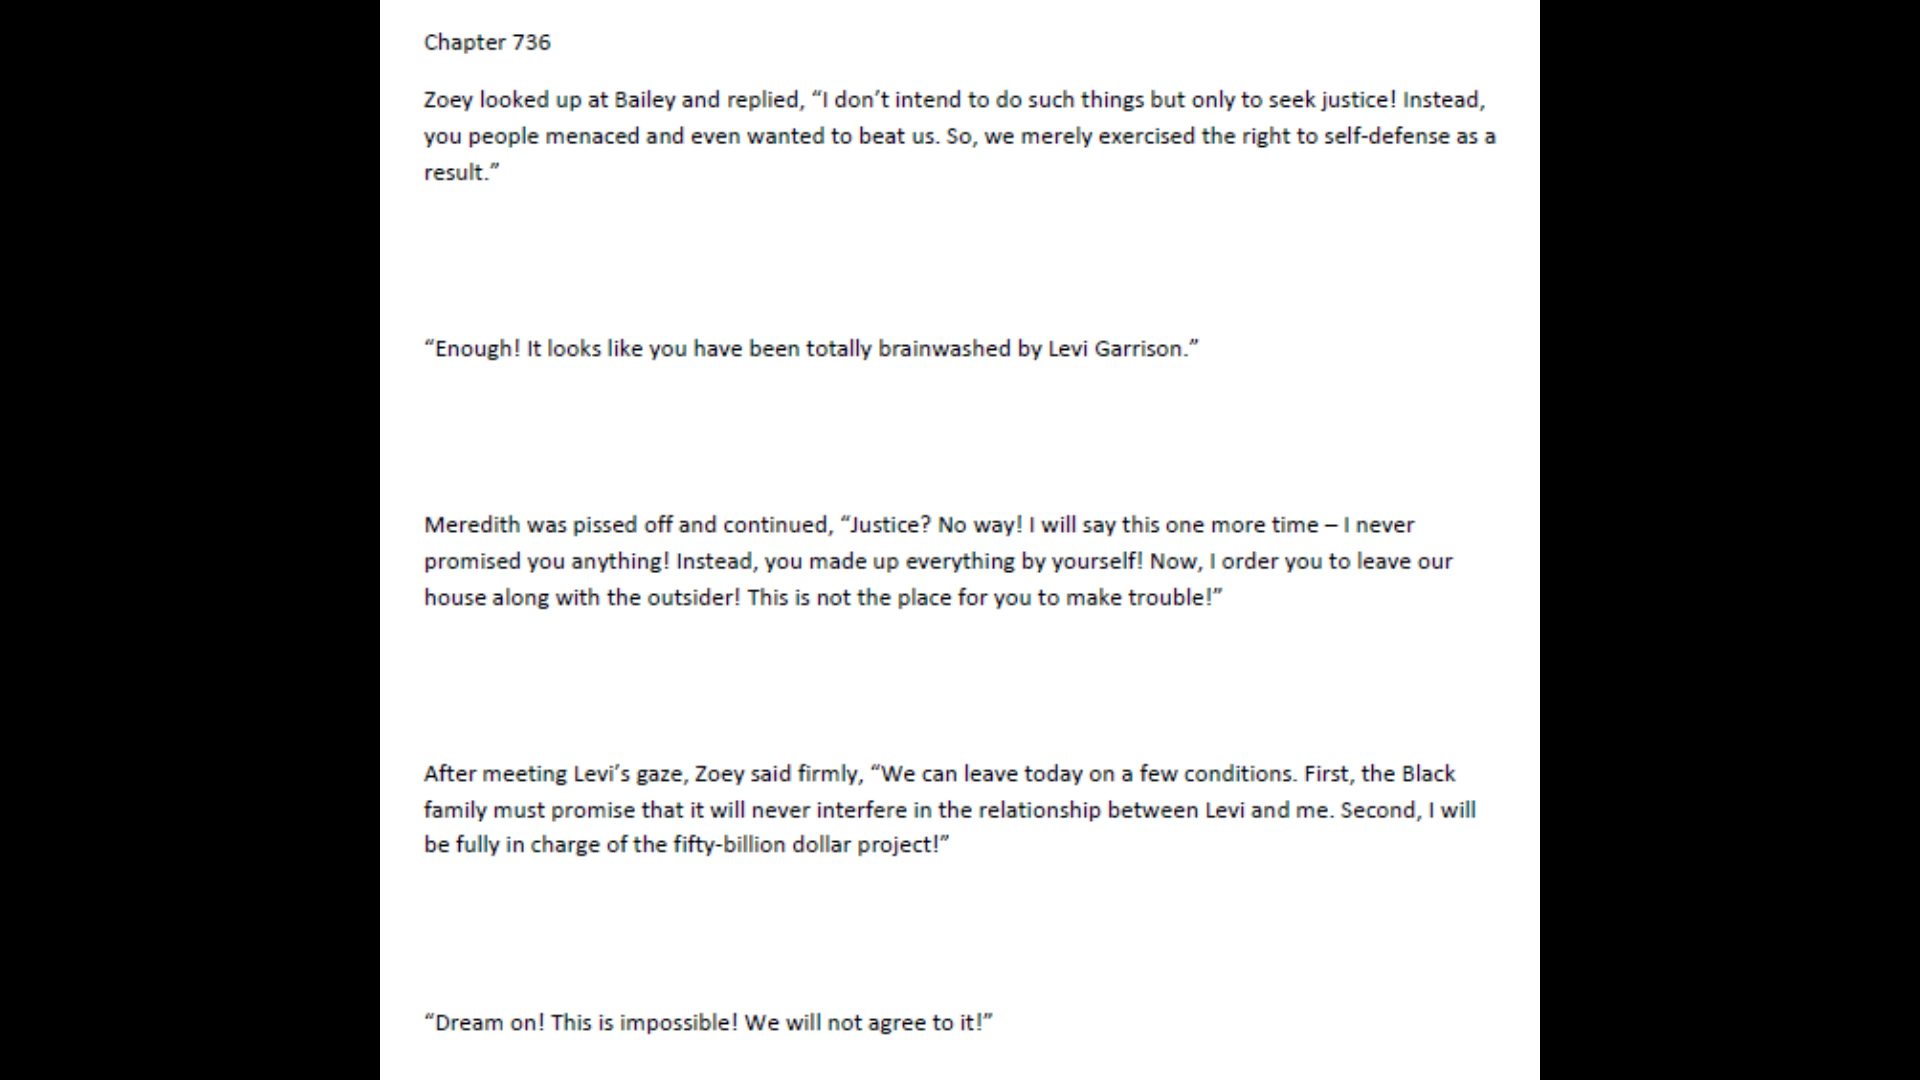 Chapter 736
Zoey looked up at Bailey and replied, “I don’t intend to do such things but only to seek justice! Instead,
you people menaced and even wanted to beat us. So, we merely exercised the right to self-defense as a
result.”
“Enough! It looks like you have been totally brainwashed by Levi Garrison.”
Meredith was pissed off and continued, “Justice? No way! I will say this one more time – I never
promised you anything! Instead, you made up everything by yourself! Now, I order you to leave our
house along with the outsider! This is not the place for you to make trouble!”
After meeting Levi’s gaze, Zoey said firmly, “We can leave today on a few conditions. First, the Black
family must promise that it will never interfere in the relationship between Levi and me. Second, I will
be fully in charge of the fifty-billion dollar project!”
“Dream on! This is impossible! We will not agree to it!”